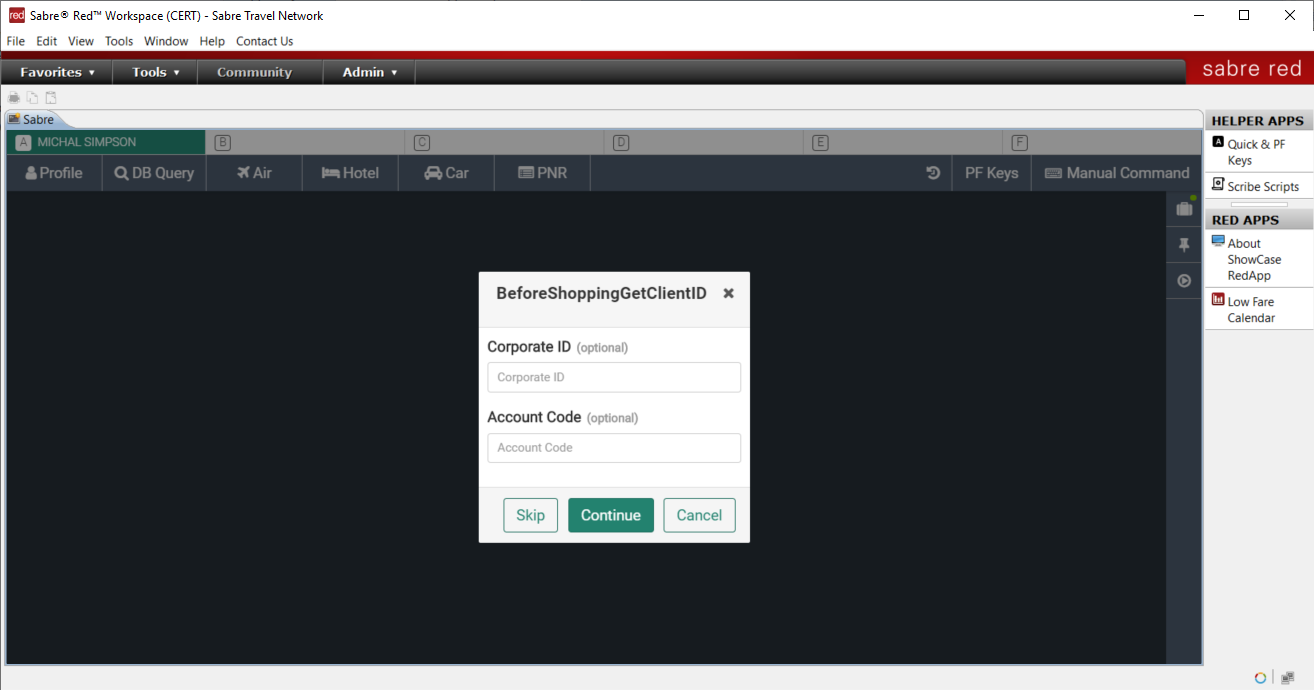 red Sabre® Red™ Workspace (CERT) - Sabre Travel Network
File Edit View Tools Window Help Contact Us
Favorites Tools Community Admin sabre red
Sabre
A MICHAL SIMPSON B C D E F
Profile DB Query Air Hotel Car PNR PF Keys Manual Command
HELPER APPS
A Quick & PF
Keys
Scribe Scripts
RED APPS
About
ShowCase
RedApp
Low Fare
Calendar
BeforeShoppingGetClientID
Corporate ID (optional)
Corporate ID
Account Code (optional)
Account Code
Skip Continue Cancel